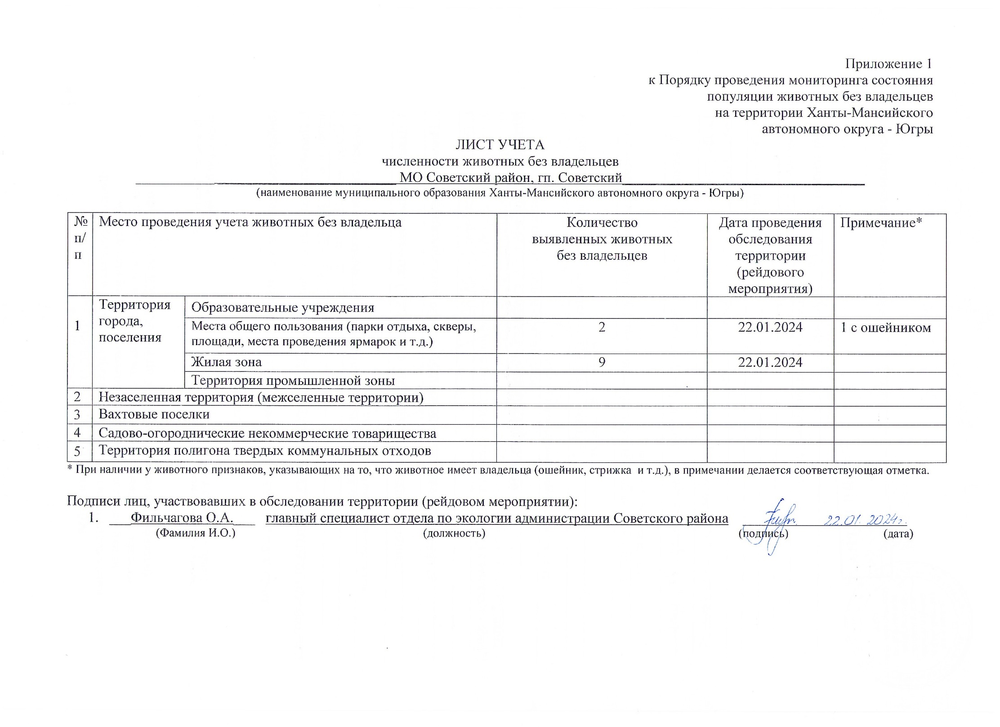 Приложение 1
к Порядку проведения мониторинга состояния
популяции животных без владельцев
на территории Ханты-Мансийского
автономного округа - Югры
ЛИСТ УЧЕТА
численности животных без владельцев
МО Советский район, гп. Советский
(наименование муниципального образования Ханты-Мансийского автономного округа - Югры)
№ п/п
Место проведения учета животных без владельца
Количество
выявленных животных
без владельцев
Дата проведения
обследования
территории
(рейдового
мероприятия)
Примечание*
1
Территория
города,
поселения
Образовательные учреждения
Места общего пользования (парки отдыха, скверы,
площади, места проведения ярмарок и т.д.)
2
22.01.2024
1 с ошейником
Жилая зона
9
22.01.2024
Территория промышленной зоны
2 Незаселенная территория (межселенные территории)
3 Вахтовые поселки
4 Садово-огороднические некоммерческие товарищества
5 Территория полигона твердых коммунальных отходов
* При наличии у животного признаков, указывающих на то, что животное имеет владельца (ошейник, стрижка и т.д.), в примечании делается соответствующая отметка.
Подписи лиц, участвовавших в обследовании территории (рейдовом мероприятии):
1. Фильчагова О.А. главный специалист отдела по экологии администрации Советского района 22.01.2024г.
(Фамилия И.О.) (должность) (подпись) (дата)